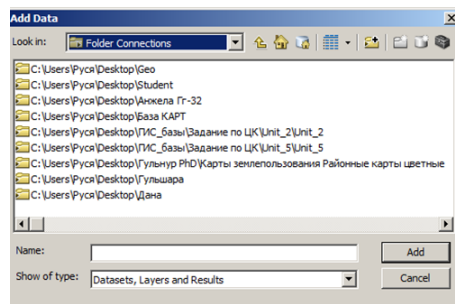 Add Data
Look in: Folder Connections
C:\Users\Руся\Desktop\Geo
C:\Users\Руся\Desktop\Student
C:\Users\Руся\Desktop\Анжела Гг-32
C:\Users\Руся\Desktop\База КАРТ
C:\Users\Руся\Desktop\ГИС_базы\Задание по ЦК\Unit_2\Unit_2
C:\Users\Руся\Desktop\ГИС_базы\Задание по ЦК\Unit_5\Unit_5
C:\Users\Руся\Desktop\Гульнур PhD\Карты землепользования Районные карты цветные
C:\Users\Руся\Desktop\Гульшара
C:\Users\Руся\Desktop\Дана
Name: Add
Show of type: Datasets, Layers and Results Cancel